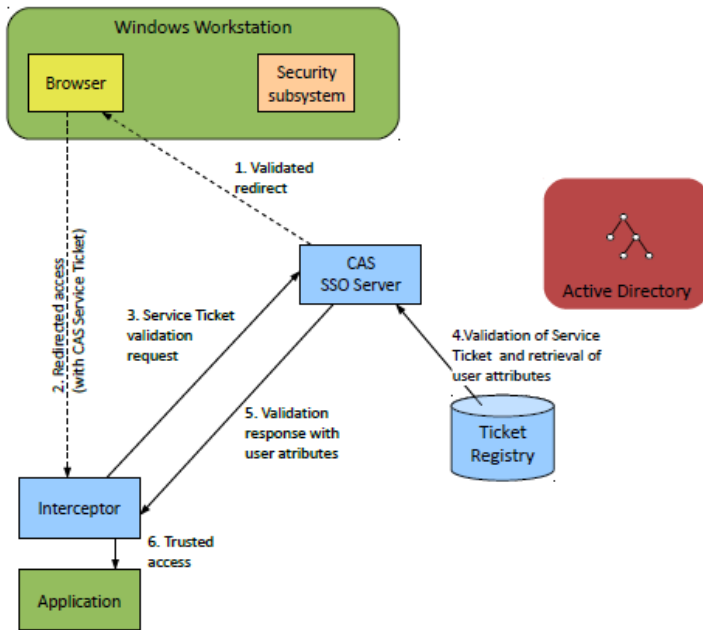 Windows Workstation
Browser
Security
subsystem
1. Validated
redirect
2. Redirected access
(with CAS Service Ticket)
CAS
SSO Server
Active Directory
3. Service Ticket
validation
request
4.Validation of Service
Ticket and retrieval of
user attributes
5. Validation
response with
user atributes
Ticket
Registry
Interceptor
6. Trusted
access
Application